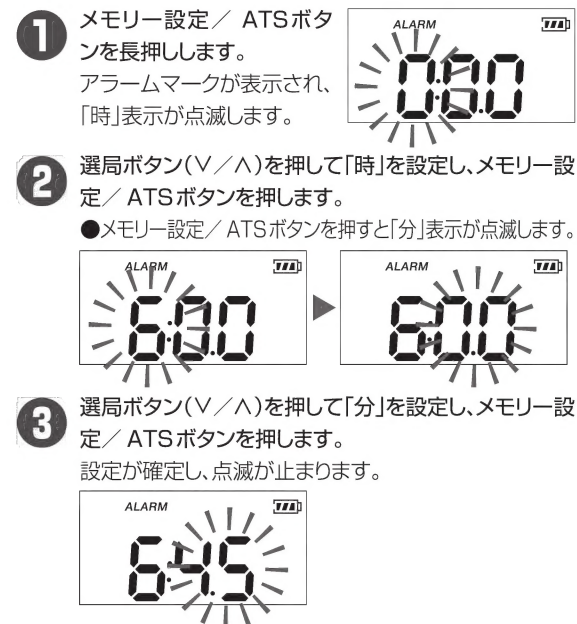 1 メモリー設定／ ATSボタ
ンを長押しします。
アラームマークが表示され、
「時」表示が点滅します。
ALARM
0:00
2 選局ボタン(∨／∧)を押して「時」を設定し、メモリー設
定／ ATSボタンを押します。
●メモリー設定／ ATSボタンを押すと「分」表示が点滅します。
ALARM
6:00
ALARM
6:00
3 選局ボタン(∨／∧)を押して「分」を設定し、メモリー設
定／ ATSボタンを押します。
設定が確定し、点滅が止まります。
ALARM
6:45